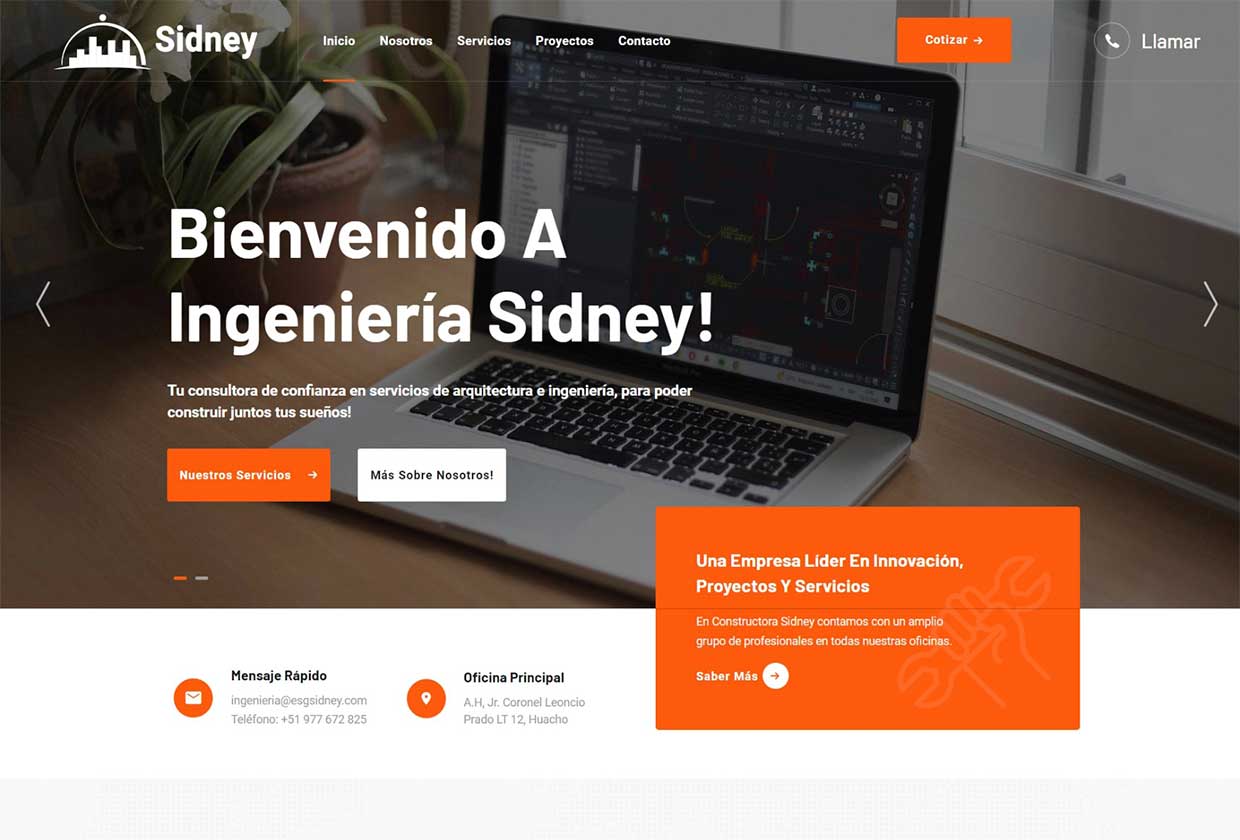 Sidney
Inicio
Nosotros
Servicios
Proyectos
Contacto
Cotizar →
Llamar
Bienvenido A
Ingeniería Sidney!
Tu consultora de confianza en servicios de arquitectura e ingeniería, para poder
construir juntos tus sueños!
Nuestros Servicios →
Más Sobre Nosotros!
Una Empresa Líder En Innovación,
Proyectos Y Servicios
En Constructora Sidney contamos con un amplio
grupo de profesionales en todas nuestras oficinas.
Saber Más →
Mensaje Rápido
ingenieria@esgsidney.com
Teléfono: +51 977 672 825
Oficina Principal
A.H, Jr. Coronel Leoncio
Prado LT 12, Huacho